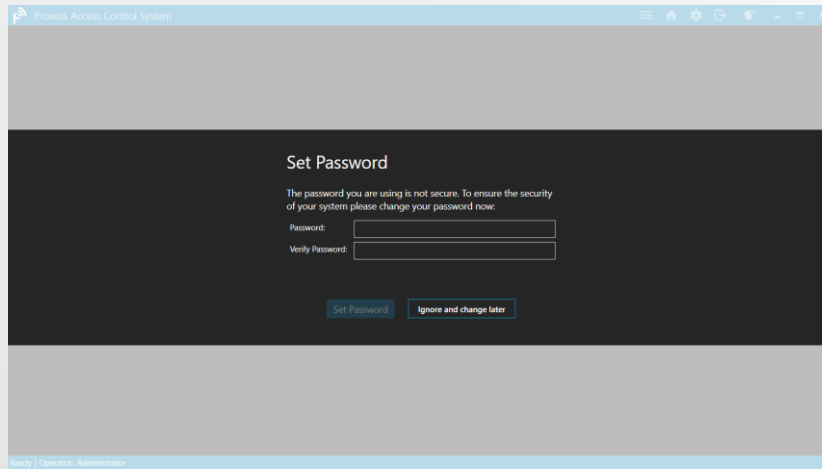 Proxess Access Control System
Set Password
The password you are using is not secure. To ensure the security
of your system please change your password now:
Password:
Verify Password:
Set Password Ignore and change later
Ready Operator: Administrator